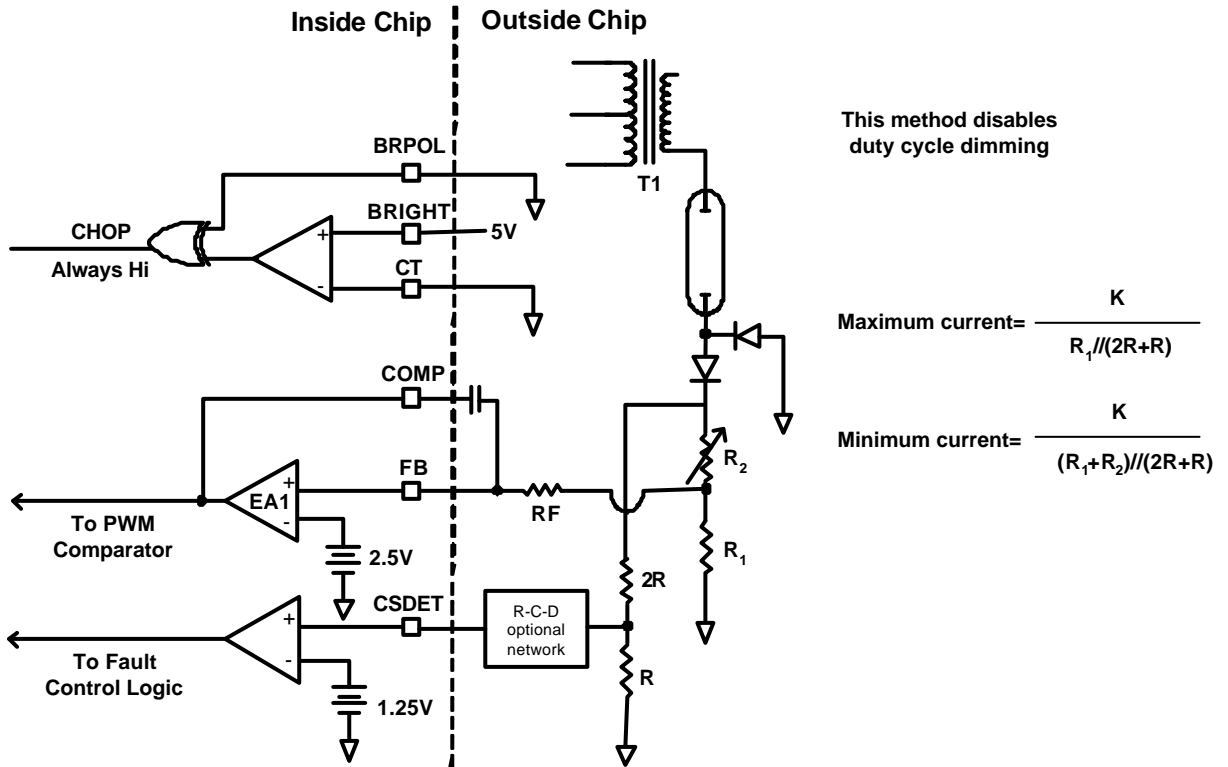 Inside Chip
Outside Chip
This method disables
duty cycle dimming
T1
BRPOL
BRIGHT
5V
CHOP
Always Hi
+
-
CT
Maximum current= K
R1//(2R+R)
COMP
Minimum current= K
(R1+R2)//(2R+R)
R2
FB
EA1
+
-
RF
To PWM
Comparator
2.5V
R1
2R
CSDET
R-C-D
optional
network
+
-
To Fault
Control Logic
R
1.25V